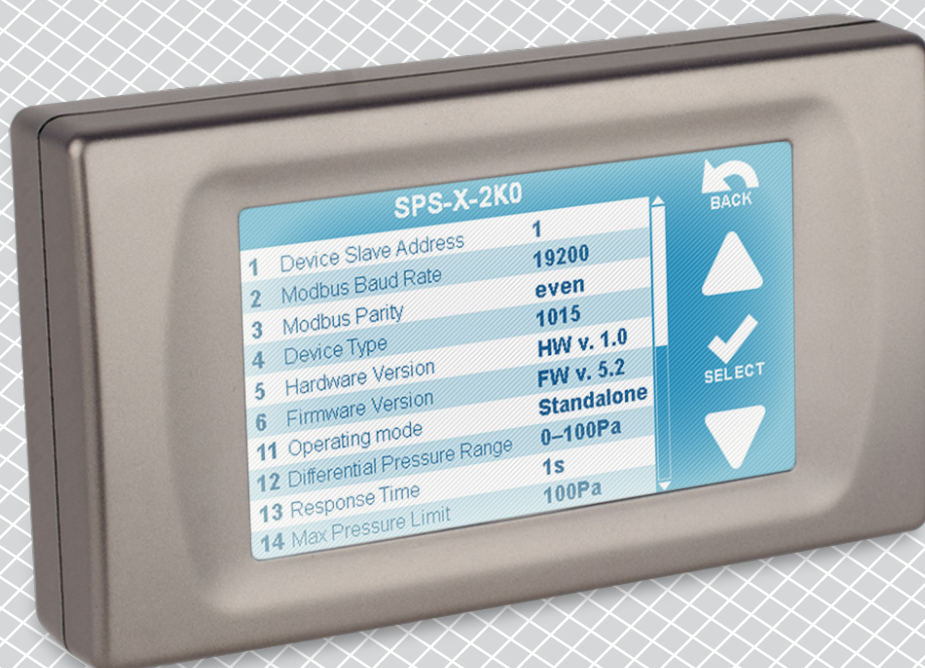 SPS-X-2K0
BACK
1 Device Slave Address 1
2 Modbus Baud Rate 19200
3 Modbus Parity even
4 Device Type 1015
5 Hardware Version HW v. 1.0
6 Firmware Version FW v. 5.2
11 Operating mode Standalone
12 Differential Pressure Range 0–100Pa
13 Response Time 1s
14 Max Pressure Limit 100Pa
SELECT